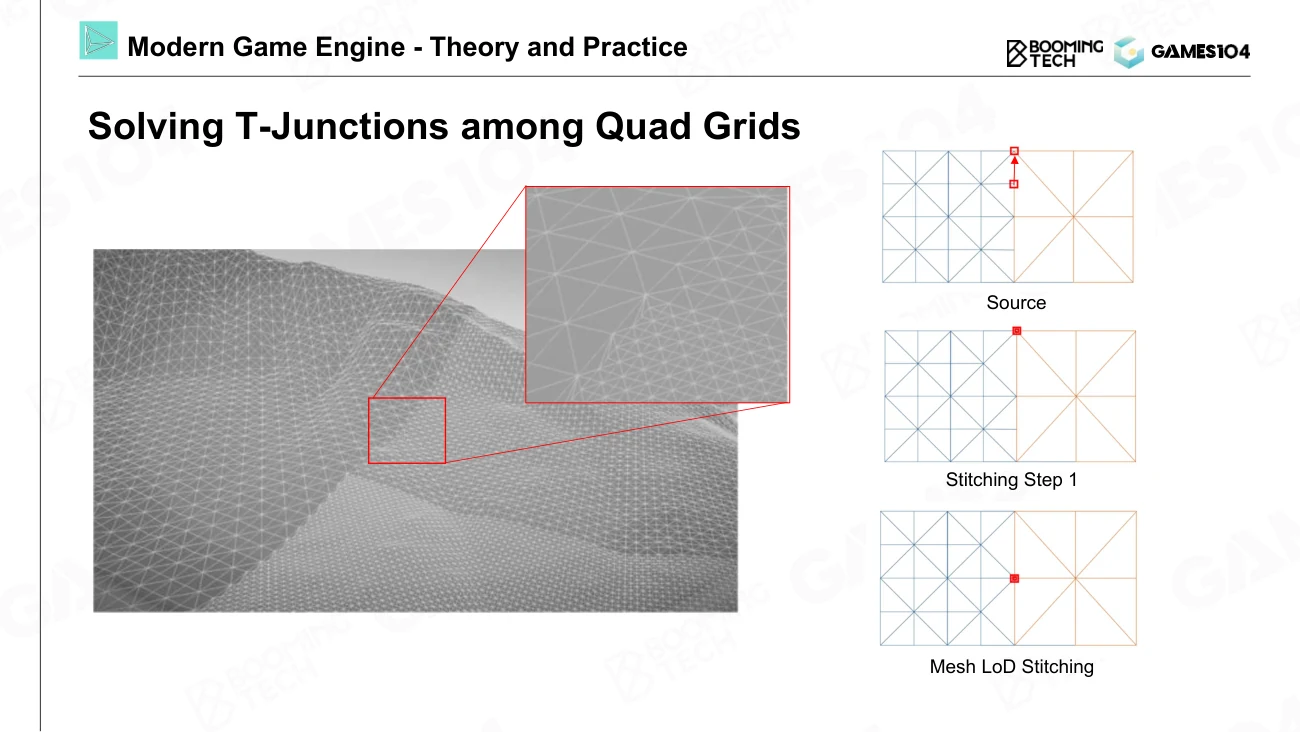 Modern Game Engine - Theory and Practice
BOOMING
TECH
GAMES104
Solving T-Junctions among Quad Grids
Source
Stitching Step 1
Mesh LoD Stitching